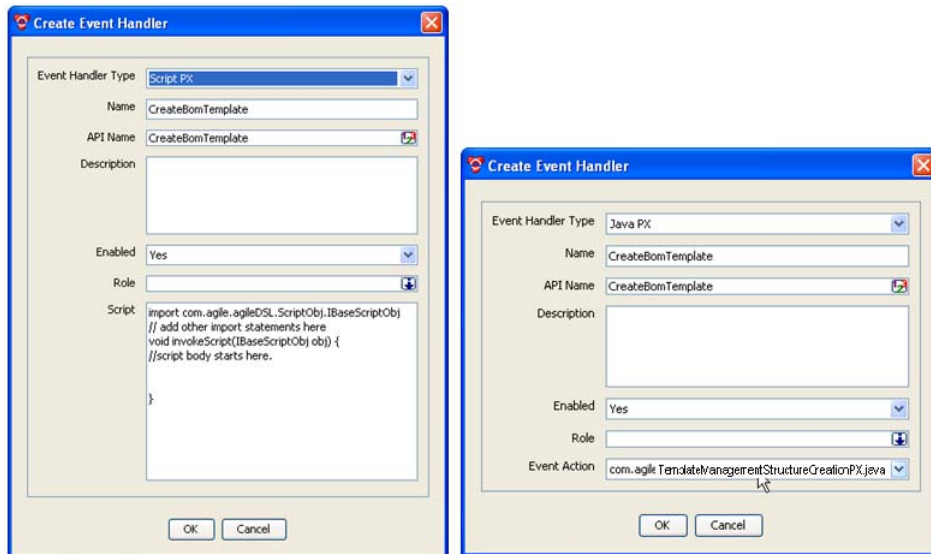 Create Event Handler
Event Handler Type Script PX
Name CreateBomTemplate
API Name CreateBomTemplate
Description
Enabled Yes
Role
Script import com.agile.agileDSL.ScriptObj.IBaseScriptObj
// add other import statements here
void invokeScript(IBaseScriptObj obj) {
//script body starts here.
}
OK Cancel
Create Event Handler
Event Handler Type Java PX
Name CreateBomTemplate
API Name CreateBomTemplate
Description
Enabled Yes
Role
Event Action com.agile TemplateManagementStructureCreationPX.java
OK Cancel